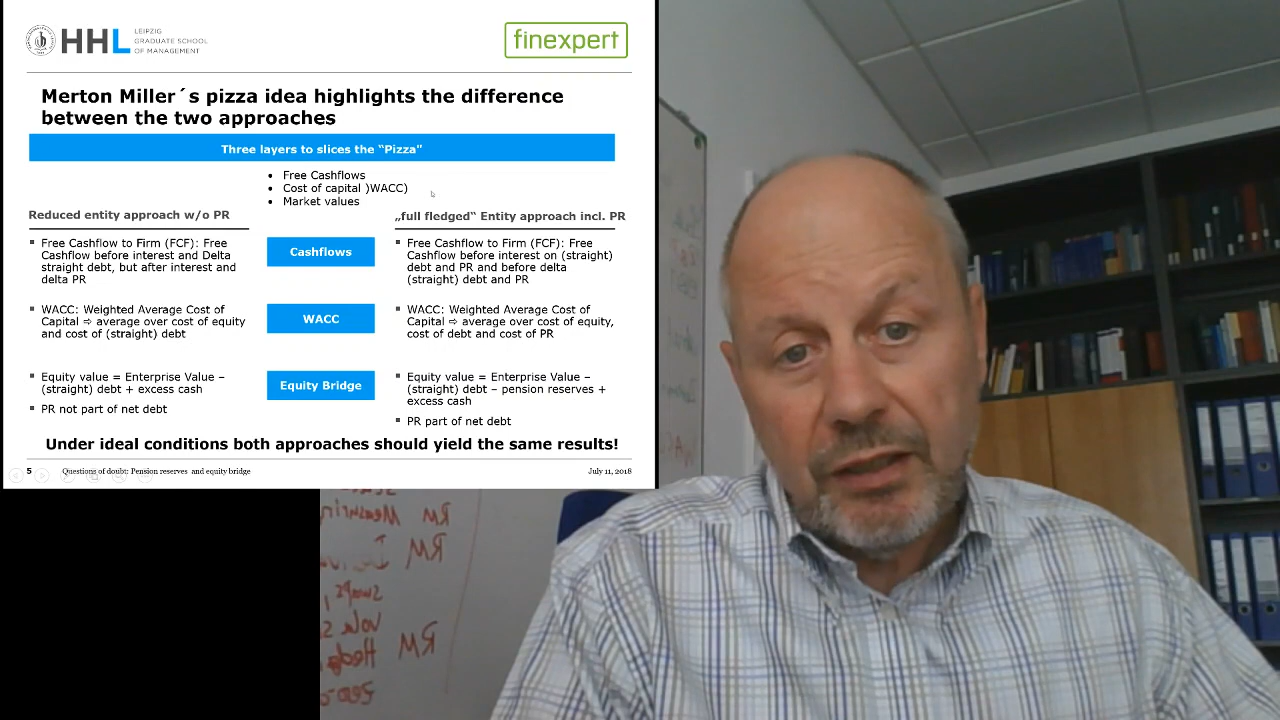 HHL
LEIPZIG
GRADUATE SCHOOL
OF MANAGEMENT
finexpert
Merton Miller´s pizza idea highlights the difference
between the two approaches
Three layers to slices the “Pizza"
• Free Cashflows
• Cost of capital )WACC)
• Market values
Reduced entity approach w/o PR
▪ Free Cashflow to Firm (FCF): Free
Cashflow before interest and Delta
straight debt, but after interest and
delta PR
▪ WACC: Weighted Average Cost of
Capital ⇨ average over cost of equity
and cost of (straight) debt
▪ Equity value = Enterprise Value –
(straight) debt + excess cash
▪ PR not part of net debt
Cashflows
WACC
Equity Bridge
„full fledged“ Entity approach incl. PR
▪ Free Cashflow to Firm (FCF): Free
Cashflow before interest on (straight)
debt and PR and before delta
(straight) debt and PR
▪ WACC: Weighted Average Cost of
Capital ⇨ average over cost of equity,
cost of debt and cost of PR
▪ Equity value = Enterprise Value –
(straight) debt – pension reserves +
excess cash
▪ PR part of net debt
Under ideal conditions both approaches should yield the same results!
5 Questions of doubt: Pension reserves and equity bridge July 11, 2018
RM
RM
RM